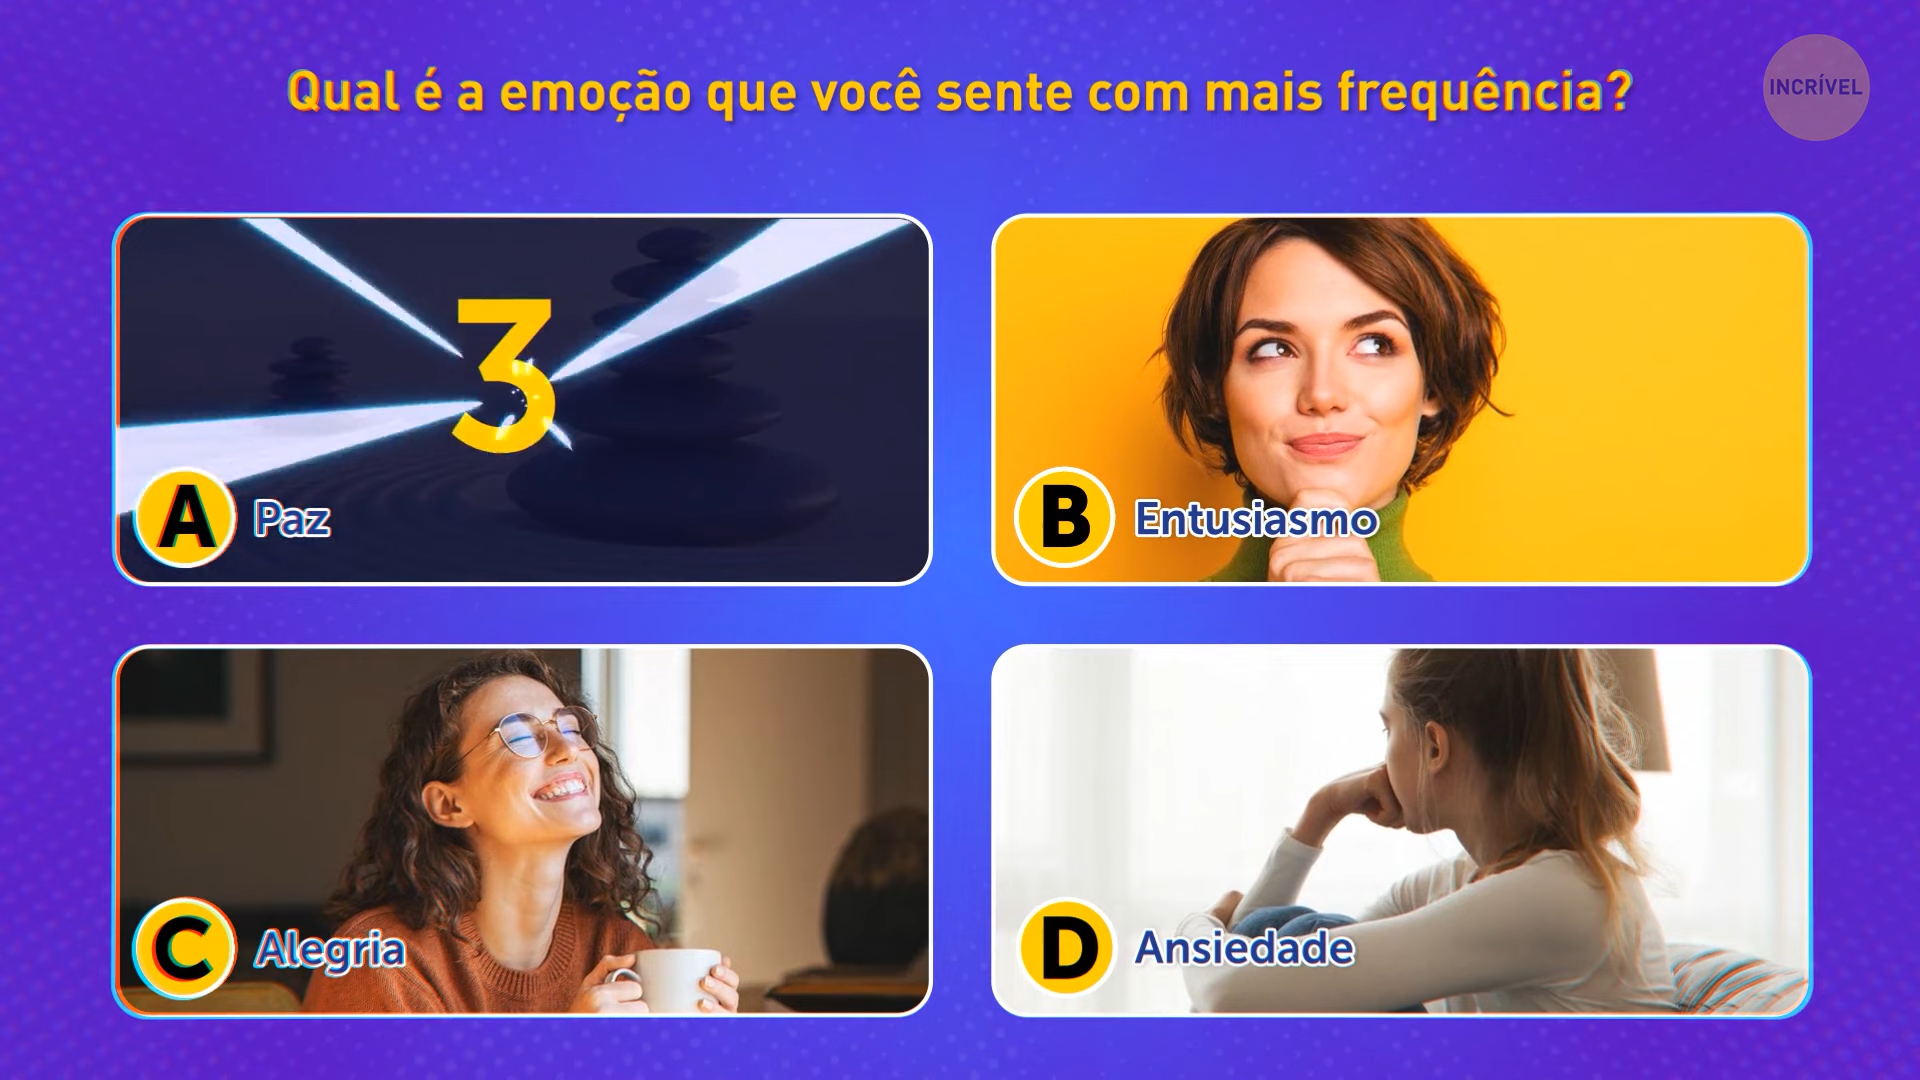 Qual é a emoção que você sente com mais frequência?
INCRÍVEL
3
A Paz
B Entusiasmo
C Alegria
D Ansiedade